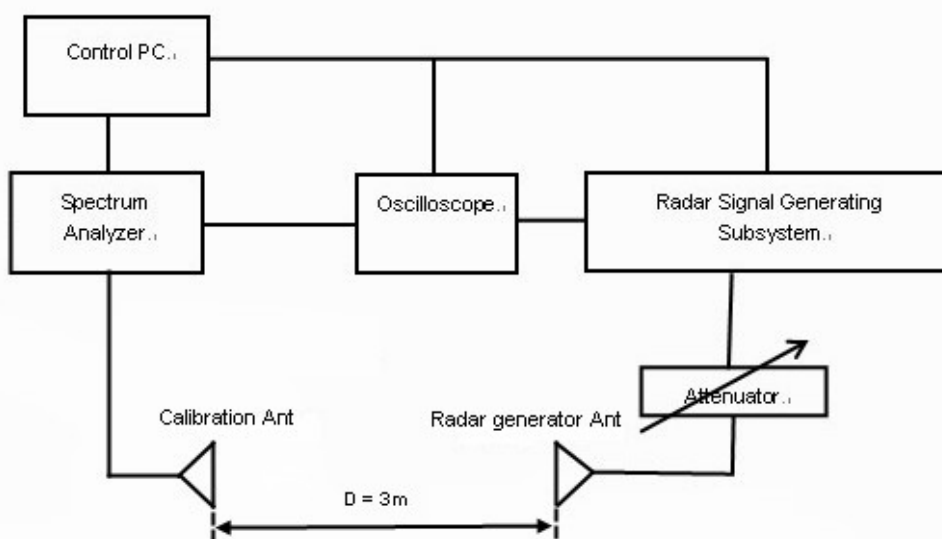 Control PC
Spectrum
Analyzer
Oscilloscope
Radar Signal Generating
Subsystem
Attenuator
Calibration Ant
Radar generator Ant
D = 3m